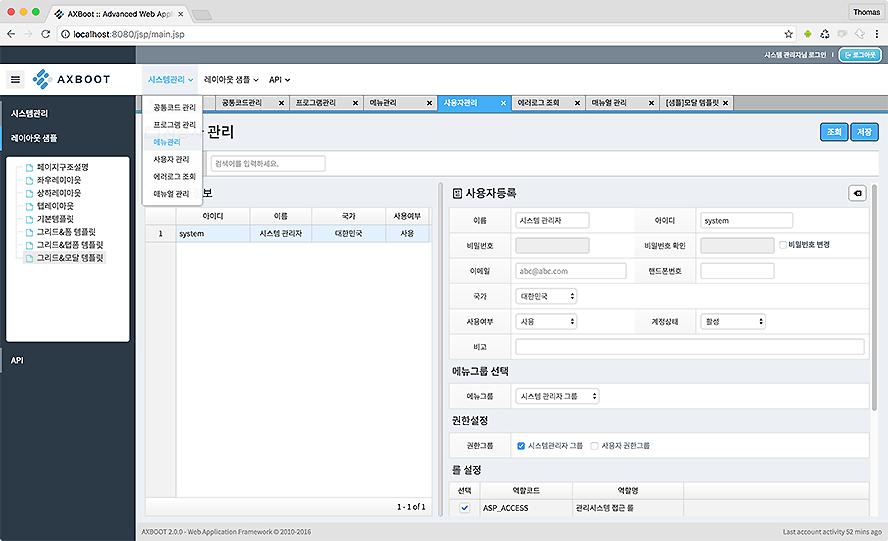 AXBoot :: Advanced Web Appl
Thomas
localhost:8080/jsp/main.jsp
시스템 관리자님 로그인
로그아웃
AXBOOT
시스템관리
레이아웃 샘플
API
공통코드관리
프로그램관리
메뉴관리
사용자관리
에러로그 조회
매뉴얼 관리
[샘플]모달 템플릿
공통코드 관리
프로그램 관리
메뉴관리
사용자 관리
에러로그 조회
매뉴얼 관리
시스템관리
레이아웃 샘플
페이지구조설명
좌우레이아웃
상하레이아웃
탭레이아웃
기본템플릿
그리드&폼 템플릿
그리드&탭폼 템플릿
그리드&모달 템플릿
API
관리
조회
저장
검색어를 입력하세요.
보
아이디 이름 국가 사용여부
1 system 시스템 관리자 대한민국 사용
1 - 1 of 1
사용자등록
이름 시스템 관리자 아이디 system
비밀번호 비밀번호 확인 비밀번호 변경
이메일 abc@abc.com 핸드폰번호
국가 대한민국
사용여부 사용 계정상태 활성
비고
메뉴그룹 선택
메뉴그룹 시스템 관리자 그룹
권한설정
권한그룹 시스템관리자 그룹 사용자 권한그룹
롤 설정
선택 역할코드 역할명
ASP_ACCESS 관리시스템 접근 롤
AXBOOT 2.0.0 - Web Application Framework © 2010-2016
Last account activity 52 mins ago